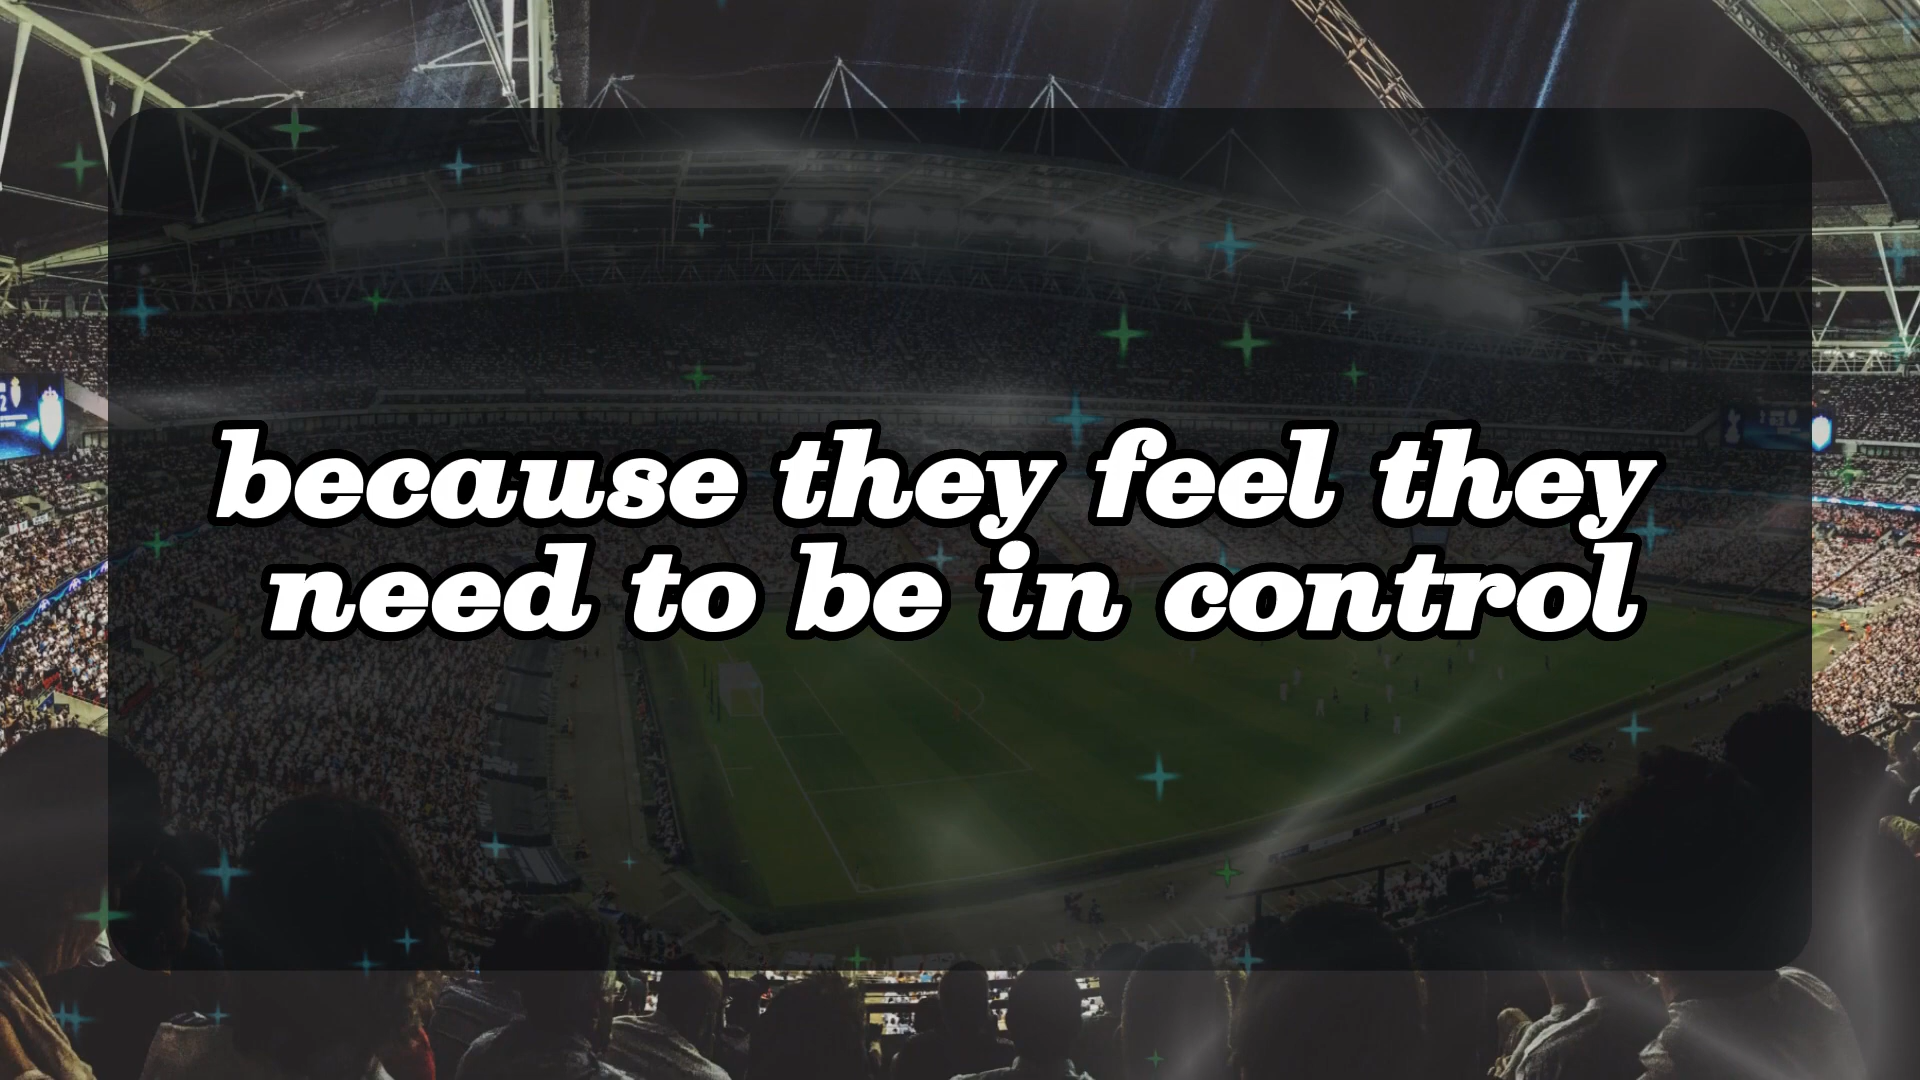 because they feel they
need to be in control